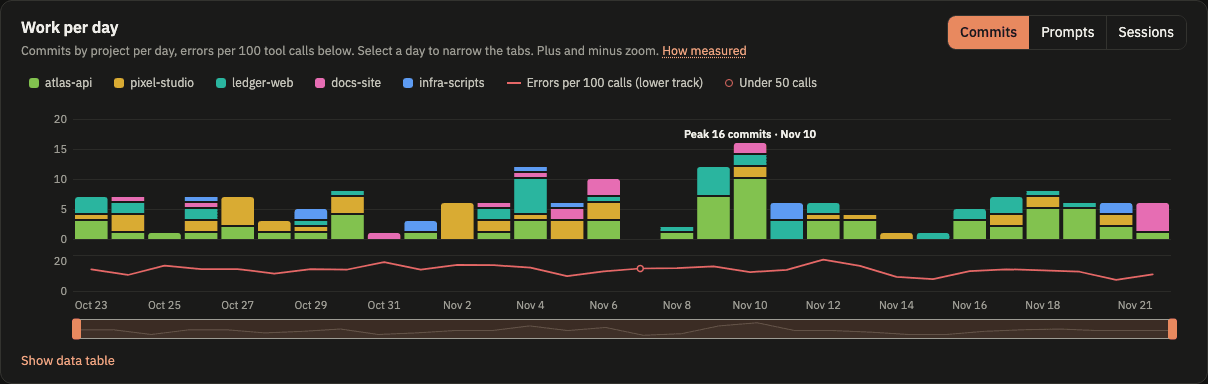 Work per day
Commits Prompts Sessions
Commits by project per day, errors per 100 tool calls below. Select a day to narrow the tabs. Plus and minus zoom. How measured
atlas-api pixel-studio ledger-web docs-site infra-scripts Errors per 100 calls (lower track) Under 50 calls
20
Peak 16 commits · Nov 10
15
10
5
0
20
0
Oct 23 Oct 25 Oct 27 Oct 29 Oct 31 Nov 2 Nov 4 Nov 6 Nov 8 Nov 10 Nov 12 Nov 14 Nov 16 Nov 18 Nov 21
Show data table